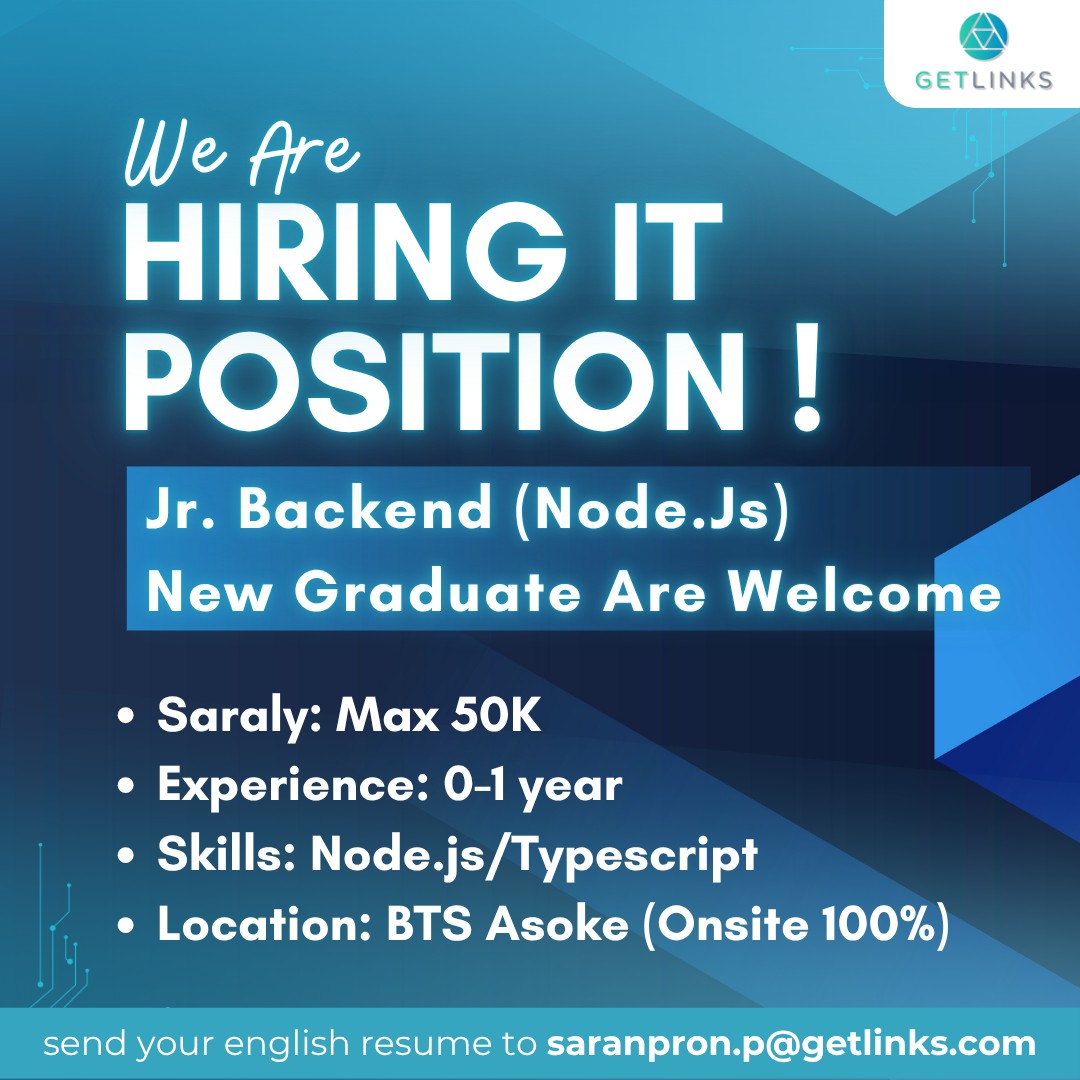 GETLINKS
We Are
HIRING IT
POSITION !
Jr. Backend (Node.Js)
New Graduate Are Welcome
• Saraly: Max 50K
• Experience: 0-1 year
• Skills: Node.js/Typescript
• Location: BTS Asoke (Onsite 100%)
send your english resume to saranpron.p@getlinks.com